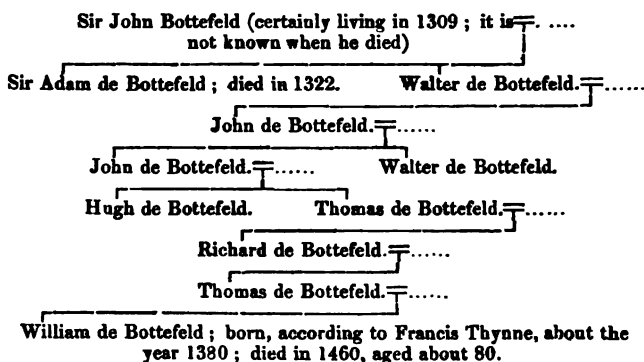 Sir John Bottefeld (certainly living in 1309 ; it is =. ....
not known when he died)
Sir Adam de Bottefeld ; died in 1322. Walter de Bottefeld. =......
John de Bottefeld. =......
John de Bottefeld. =...... Walter de Bottefeld.
Hugh de Bottefeld. Thomas de Bottefeld. =......
Richard de Bottefeld. =......
Thomas de Bottefeld. =......
William de Bottefeld ; born, according to Francis Thynne, about the
year 1380 ; died in 1460, aged about 80.